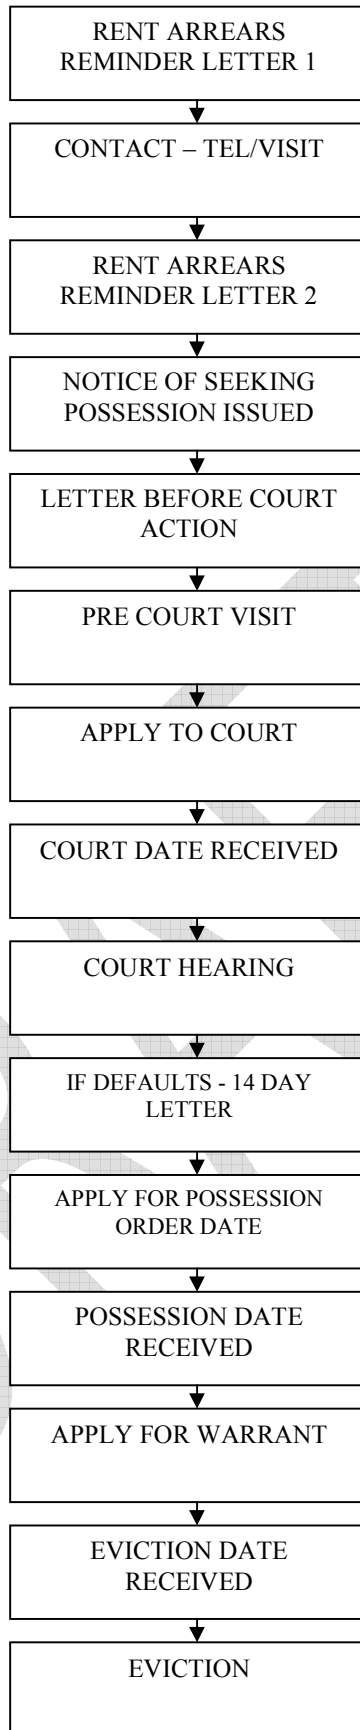 RENT ARREARS
REMINDER LETTER 1
CONTACT – TEL/VISIT
RENT ARREARS
REMINDER LETTER 2
NOTICE OF SEEKING
POSSESSION ISSUED
LETTER BEFORE COURT
ACTION
PRE COURT VISIT
APPLY TO COURT
COURT DATE RECEIVED
COURT HEARING
IF DEFAULTS - 14 DAY
LETTER
APPLY FOR POSSESSION
ORDER DATE
POSSESSION DATE
RECEIVED
APPLY FOR WARRANT
EVICTION DATE
RECEIVED
EVICTION